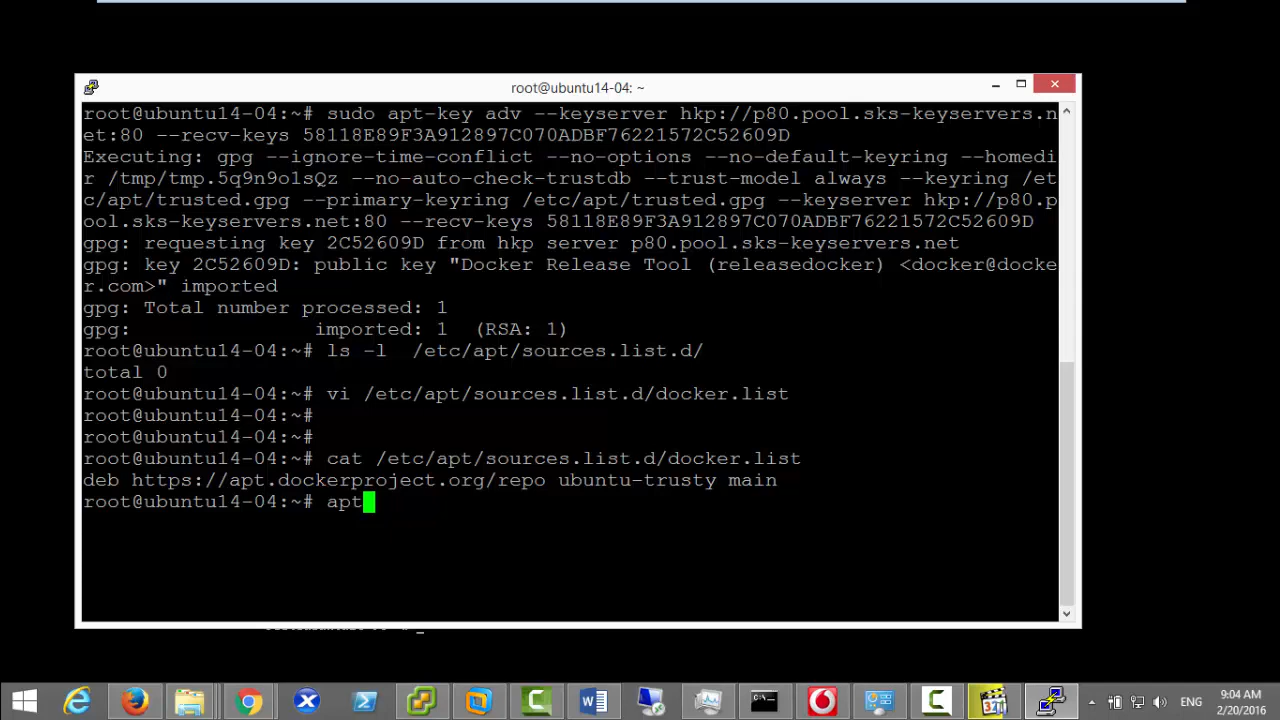 root@ubuntu14-04: ~
root@ubuntu14-04:~# sudo apt-key adv --keyserver hkp://p80.pool.sks-keyservers.n
et:80 --recv-keys 58118E89F3A912897C070ADBF76221572C52609D
Executing: gpg --ignore-time-conflict --no-options --no-default-keyring --homedi
r /tmp/tmp.5q9n9olsQz --no-auto-check-trustdb --trust-model always --keyring /et
c/apt/trusted.gpg --primary-keyring /etc/apt/trusted.gpg --keyserver hkp://p80.p
ool.sks-keyservers.net:80 --recv-keys 58118E89F3A912897C070ADBF76221572C52609D
gpg: requesting key 2C52609D from hkp server p80.pool.sks-keyservers.net
gpg: key 2C52609D: public key "Docker Release Tool (releasedocker) <docker@docke
r.com>" imported
gpg: Total number processed: 1
gpg:               imported: 1  (RSA: 1)
root@ubuntu14-04:~# ls -l  /etc/apt/sources.list.d/
total 0
root@ubuntu14-04:~# vi /etc/apt/sources.list.d/docker.list
root@ubuntu14-04:~#
root@ubuntu14-04:~#
root@ubuntu14-04:~# cat /etc/apt/sources.list.d/docker.list
deb https://apt.dockerproject.org/repo ubuntu-trusty main
root@ubuntu14-04:~# apt
ENG
9:04 AM
2/20/2016